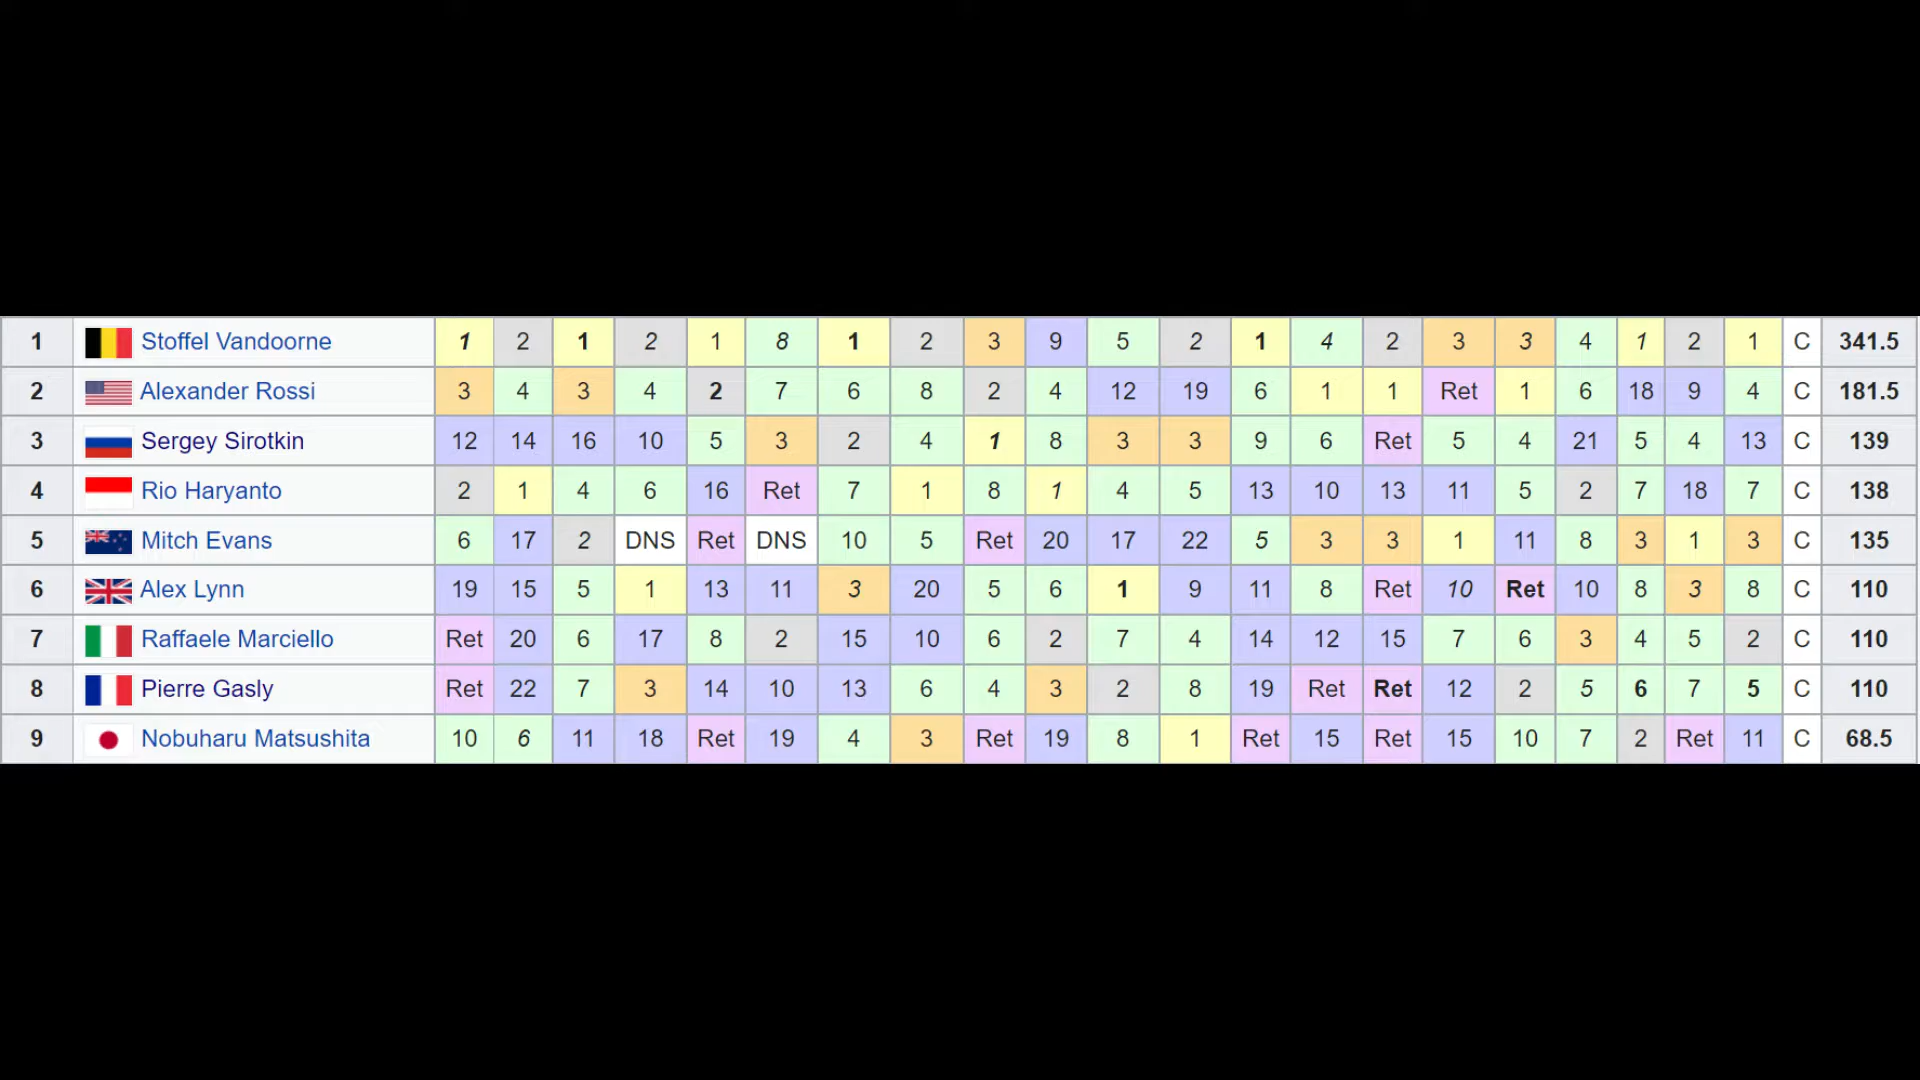 1 Stoffel Vandoorne 1 2 1 2 1 8 1 2 3 9 5 2 1 4 2 3 3 4 1 2 1 C 341.5
2 Alexander Rossi 3 4 3 4 2 7 6 8 2 4 12 19 6 1 1 Ret 1 6 18 9 4 C 181.5
3 Sergey Sirotkin 12 14 16 10 5 3 2 4 1 8 3 3 9 6 Ret 5 4 21 5 4 13 C 139
4 Rio Haryanto 2 1 4 6 16 Ret 7 1 8 1 4 5 13 10 13 11 5 2 7 18 7 C 138
5 Mitch Evans 6 17 2 DNS Ret DNS 10 5 Ret 20 17 22 5 3 3 1 11 8 3 1 3 C 135
6 Alex Lynn 19 15 5 1 13 11 3 20 5 6 1 9 11 8 Ret 10 Ret 10 8 3 8 C 110
7 Raffaele Marciello Ret 20 6 17 8 2 15 10 6 2 7 4 14 12 15 7 6 3 4 5 2 C 110
8 Pierre Gasly Ret 22 7 3 14 10 13 6 4 3 2 8 19 Ret Ret 12 2 5 6 7 5 C 110
9 Nobuharu Matsushita 10 6 11 18 Ret 19 4 3 Ret 19 8 1 Ret 15 Ret 15 10 7 2 Ret 11 C 68.5